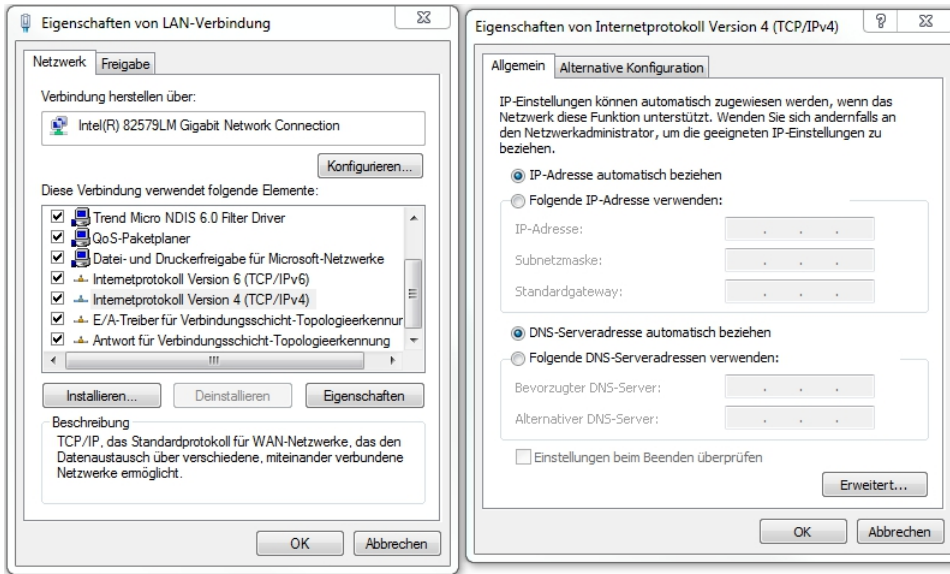 Eigenschaften von LAN-Verbindung
Netzwerk
Freigabe
Verbindung herstellen über:
Intel(R) 82579LM Gigabit Network Connection
Konfigurieren...
Diese Verbindung verwendet folgende Elemente:
Trend Micro NDIS 6.0 Filter Driver
QoS-Paketplaner
Datei- und Druckerfreigabe für Microsoft-Netzwerke
Internetprotokoll Version 6 (TCP/IPv6)
Internetprotokoll Version 4 (TCP/IPv4)
E/A-Treiber für Verbindungsschicht-Topologieerkennur
Antwort für Verbindungsschicht-Topologieerkennung
Installieren...
Deinstallieren
Eigenschaften
Beschreibung
TCP/IP, das Standardprotokoll für WAN-Netzwerke, das den
Datenaustausch über verschiedene, miteinander verbundene
Netzwerke ermöglicht.
OK
Abbrechen
Eigenschaften von Internetprotokoll Version 4 (TCP/IPv4)
Allgemein
Alternative Konfiguration
IP-Einstellungen können automatisch zugewiesen werden, wenn das
Netzwerk diese Funktion unterstützt. Wenden Sie sich andernfalls an
den Netzwerkadministrator, um die geeigneten IP-Einstellungen zu
beziehen.
IP-Adresse automatisch beziehen
Folgende IP-Adresse verwenden:
IP-Adresse:
Subnetzmaske:
Standardgateway:
DNS-Serveradresse automatisch beziehen
Folgende DNS-Serveradressen verwenden:
Bevorzugter DNS-Server:
Alternativer DNS-Server:
Einstellungen beim Beenden überprüfen
Erweitert...
OK
Abbrechen